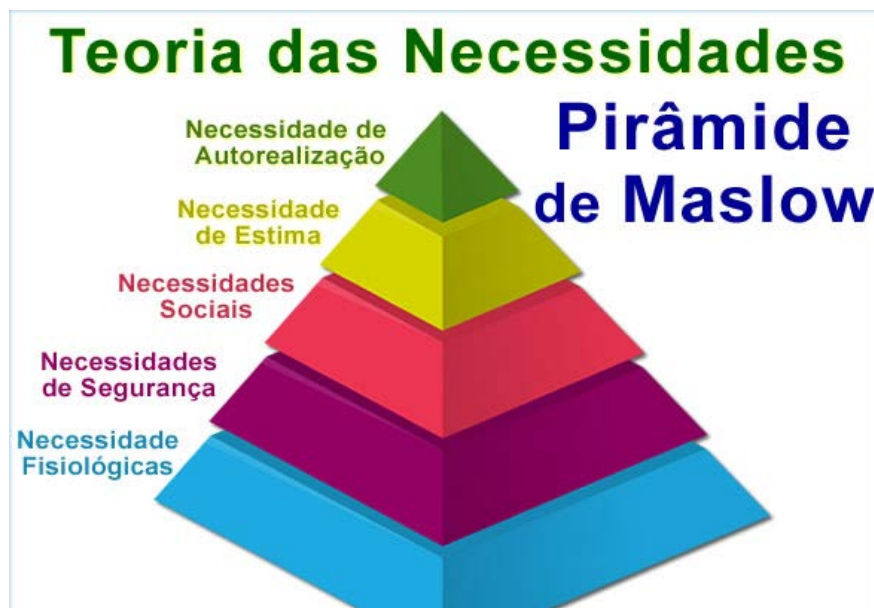 Teoria das Necessidades
Pirâmide
de Maslow
Necessidade de
Autorealização
Necessidade
de Estima
Necessidades
Sociais
Necessidades
de Segurança
Necessidade
Fisiológicas